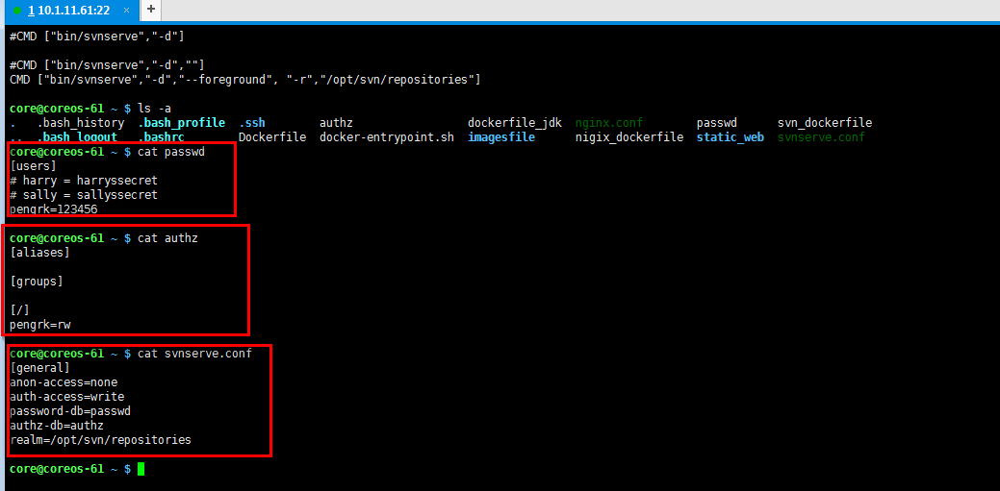 1 10.1.11.61:22 × +
#CMD ["bin/svnserve","-d"]
#CMD ["bin/svnserve","-d",""]
CMD ["bin/svnserve","-d","--foreground", "-r","/opt/svn/repositories"]
core@coreos-61 ~ $ ls -a
. .bash_history .bash_profile .ssh authz dockerfile_jdk nginx.conf passwd svn_dockerfile
.. .bash_logout .bashrc Dockerfile docker-entrypoint.sh imagesfile nigix_dockerfile static_web svnserve.conf
core@coreos-61 ~ $ cat passwd
[users]
# harry = harryssecret
# sally = sallyssecret
pengrk=123456
core@coreos-61 ~ $ cat authz
[aliases]
[groups]
[/]
pengrk=rw
core@coreos-61 ~ $ cat svnserve.conf
[general]
anon-access=none
auth-access=write
password-db=passwd
authz-db=authz
realm=/opt/svn/repositories
core@coreos-61 ~ $